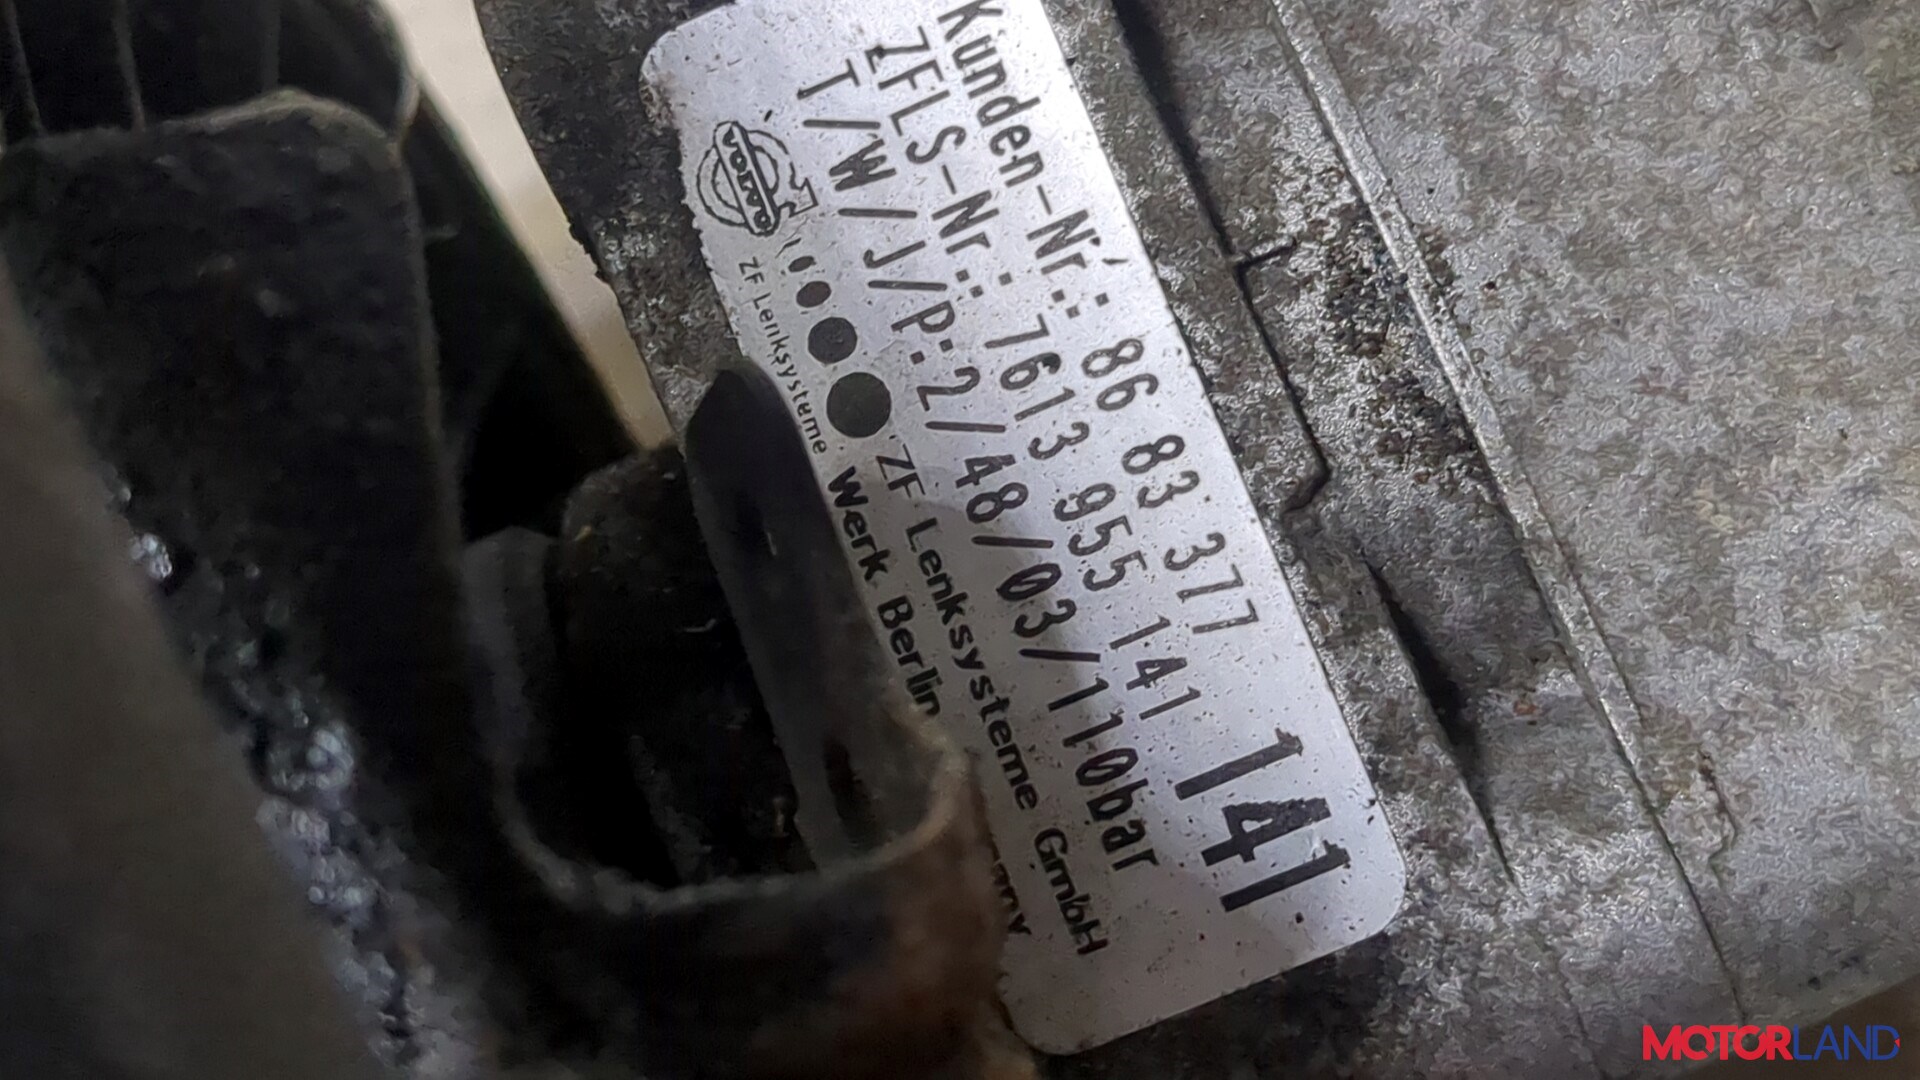 Kunden-Nr.: 86 83 377
ZFLS-Nr.: 7613 955 141
141
T/W/J/P:2/48/03/110bar
VOLVO
ZF Lenksysteme GmbH
ZF Lenksysteme
Werk Berlin
MOTORLAND